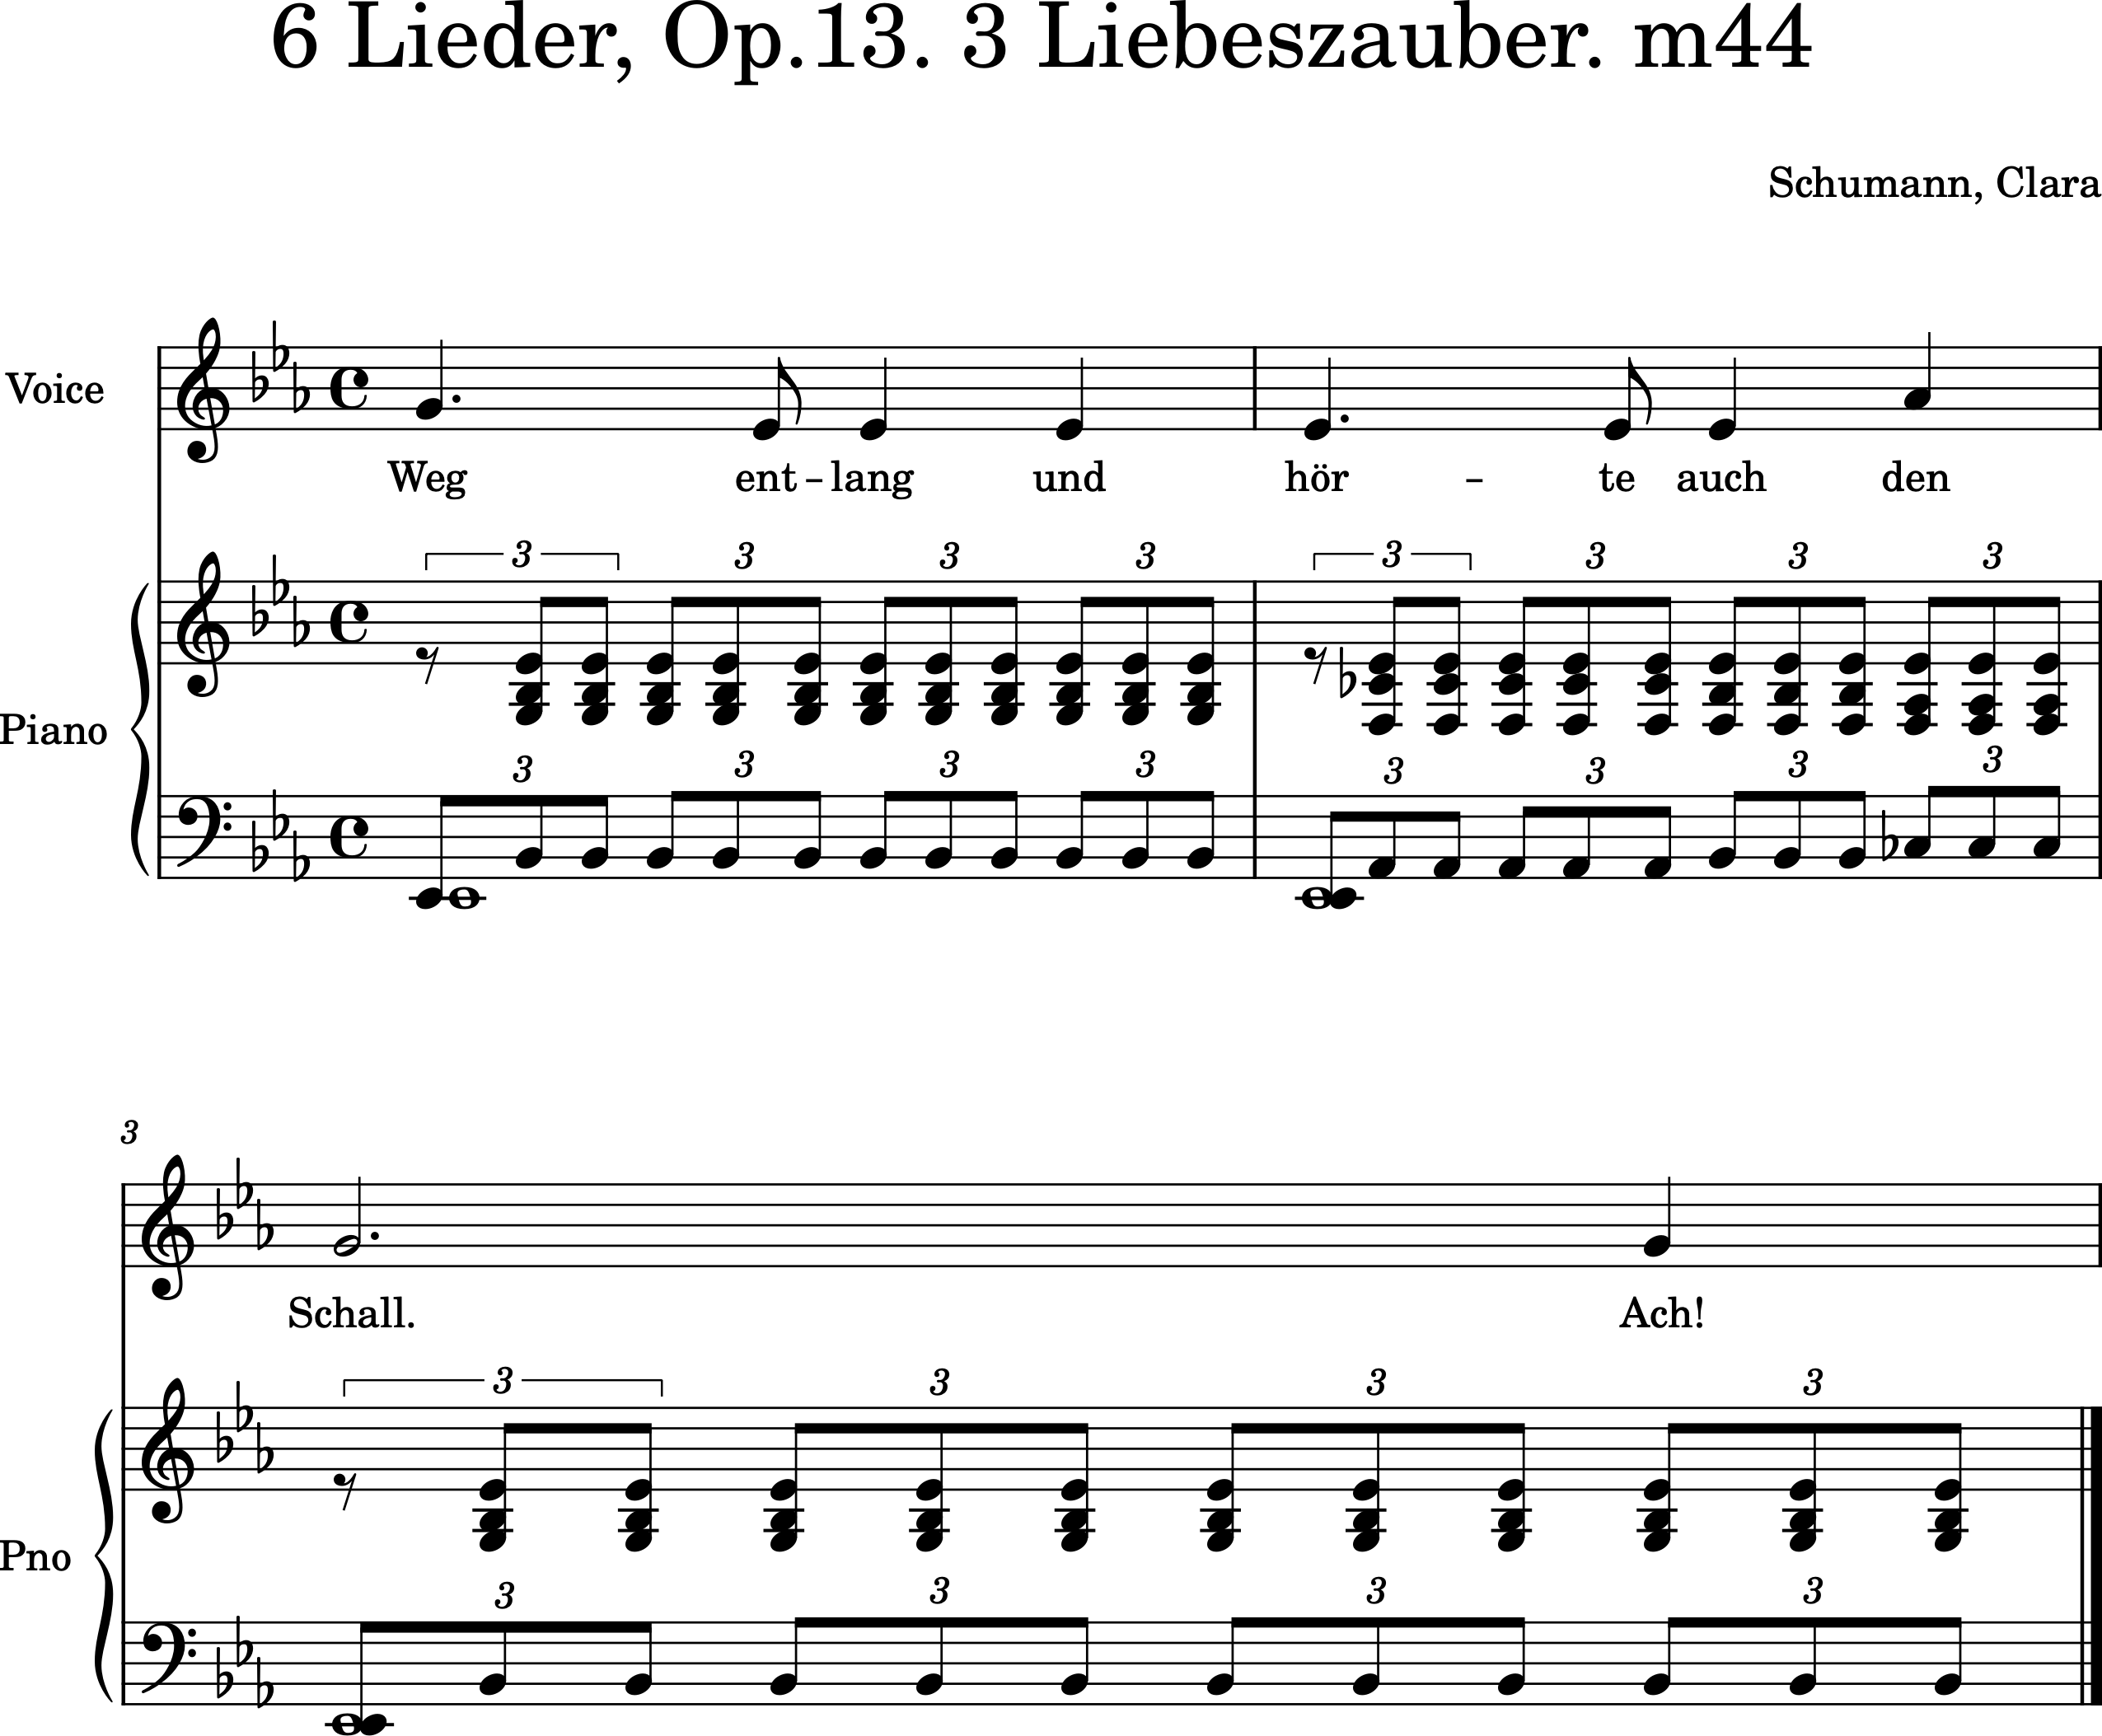 6 Lieder, Op.13. 3 Liebeszauber. m44
Schumann, Clara
Voice
Weg ent – lang und hör – te auch den
3 3 3 3 3 3 3 3
Piano
3 3 3 3 3 3 3 3
3
Schall. Ach!
3 3 3 3
Pno
3 3 3 3